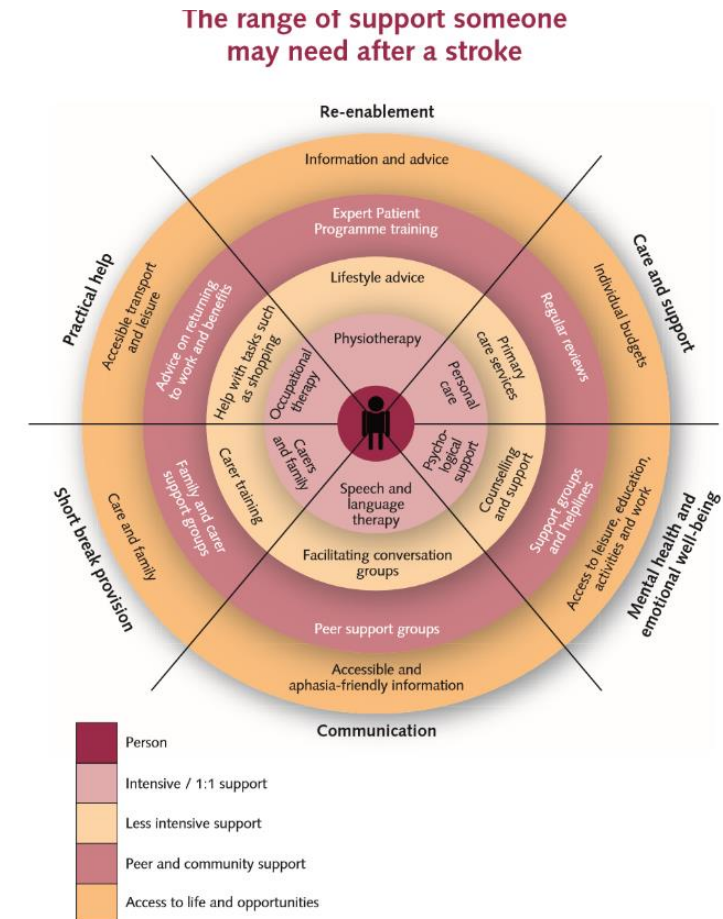 The range of support someone
may need after a stroke
Re-enablement
Information and advice
Expert Patient
Programme training
Lifestyle advice
Physiotherapy
Care and support
Individual budgets
Regular reviews
Primary
care services
Personal
care
Mental health and
emotional well-being
Access to leisure, education,
activities and work
Support groups
and helplines
Counselling
and support
Psycho-
logical
support
Communication
Accessible and
aphasia-friendly information
Peer support groups
Facilitating conversation
groups
Speech and
language
therapy
Short break provision
Care and family
Family and carer
support groups
Carer training
Carers
and family
Practical help
Accesible transport
and leisure
Advice on returning
to work and benefits
Help with tasks such
as shopping
Occupational
therapy
Person
Intensive / 1:1 support
Less intensive support
Peer and community support
Access to life and opportunities